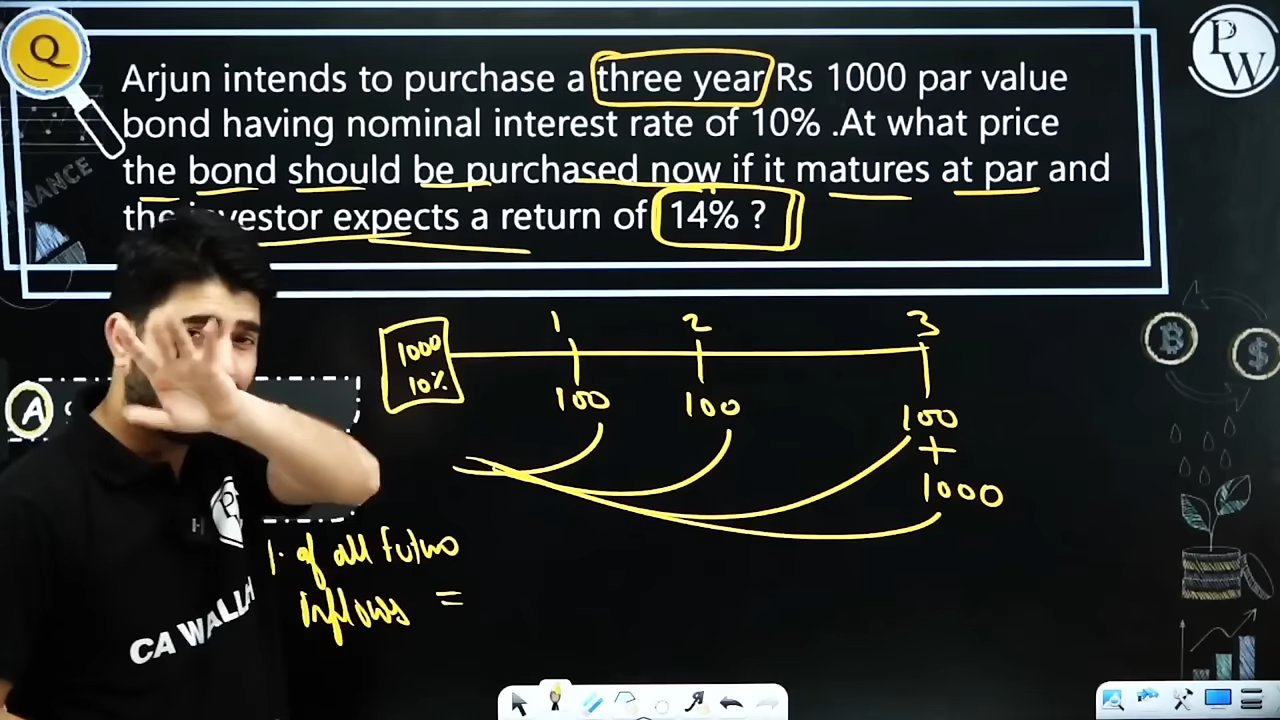 Q
Arjun intends to purchase a three year Rs 1000 par value
bond having nominal interest rate of 10% .At what price
the bond should be purchased now if it matures at par and
the investor expects a return of 14% ?
PW
FINANCE
1 2 3
1000
10%
100 100 100
+
1000
A
of all future
inflows =
CA WALLAH